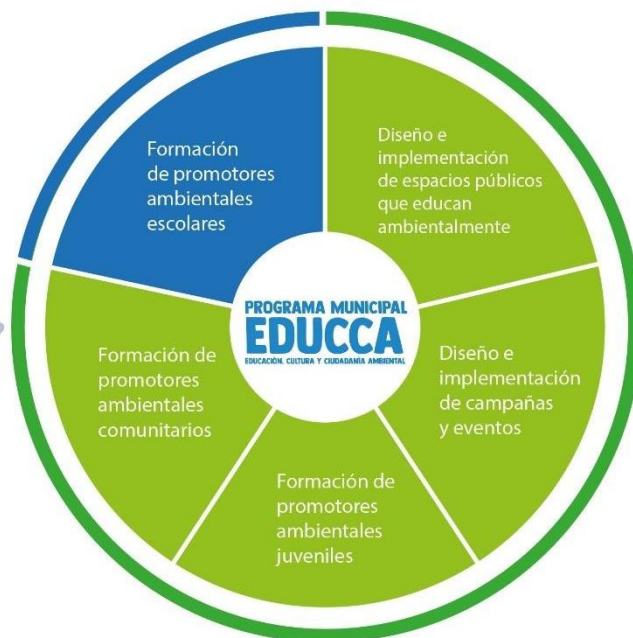 Formación
de promotores
ambientales
escolares
Diseño e
implementación
de espacios públicos
que educan
ambientalmente
PROGRAMA MUNICIPAL
EDUCCA
EDUCACIÓN, CULTURA Y CIUDADANÍA AMBIENTAL
Formación de
promotores
ambientales
comunitarios
Diseño e
implementación
de campañas
y eventos
Formación de
promotores
ambientales
juveniles